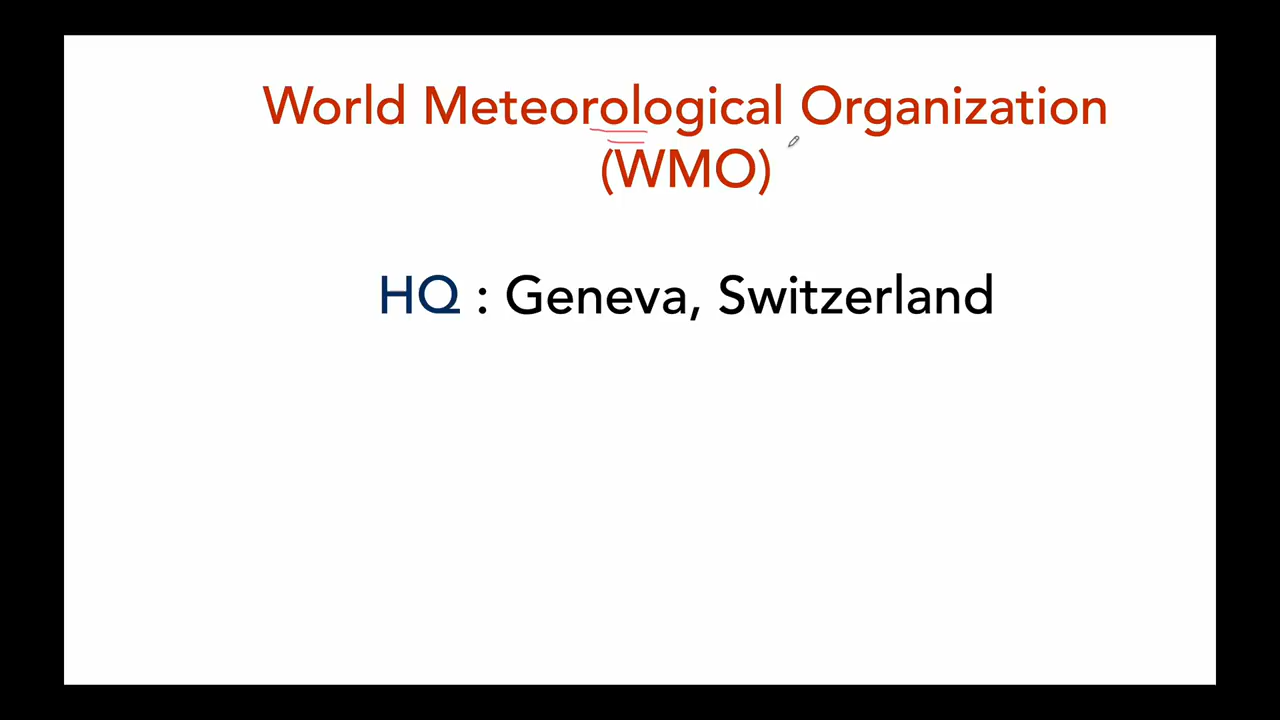 World Meteorological Organization
(WMO)
HQ : Geneva, Switzerland